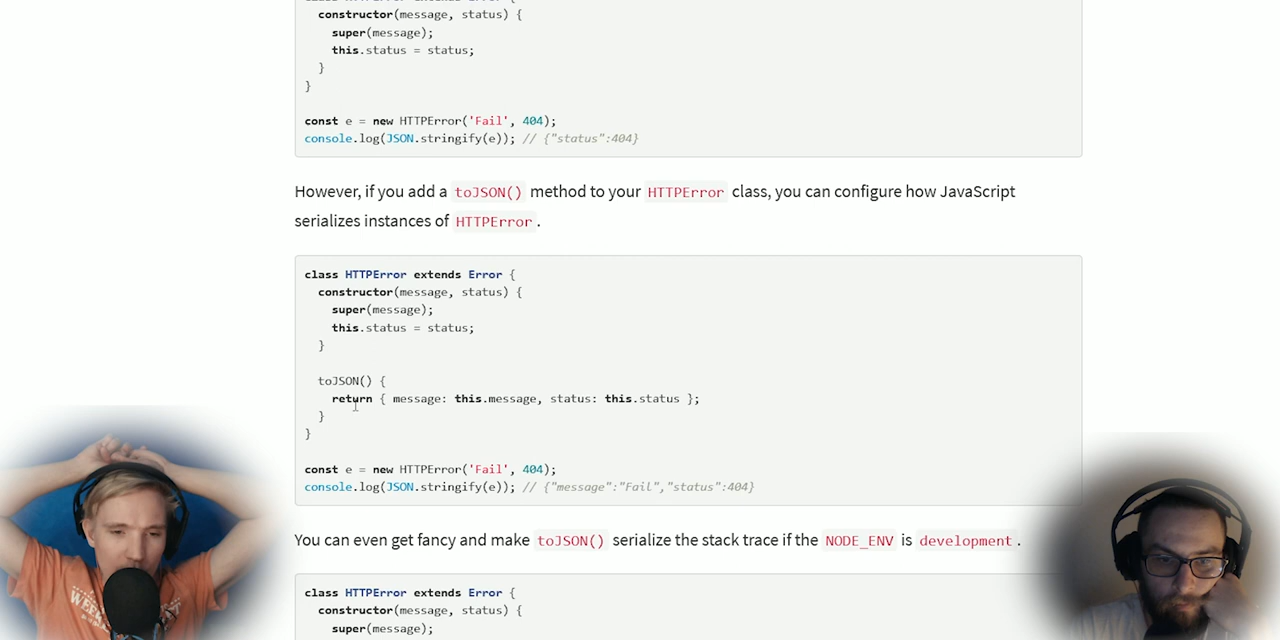 constructor(message, status) {
super(message);
this.status = status;
}
}
const e = new HTTPError('Fail', 404);
console.log(JSON.stringify(e)); // {"status":404}
However, if you add a toJSON() method to your HTTPError class, you can configure how JavaScript
serializes instances of HTTPError.
class HTTPError extends Error {
constructor(message, status) {
super(message);
this.status = status;
}
toJSON() {
return { message: this.message, status: this.status };
}
}
const e = new HTTPError('Fail', 404);
console.log(JSON.stringify(e)); // {"message":"Fail","status":404}
You can even get fancy and make toJSON() serialize the stack trace if the NODE_ENV is development.
class HTTPError extends Error {
constructor(message, status) {
super(message);